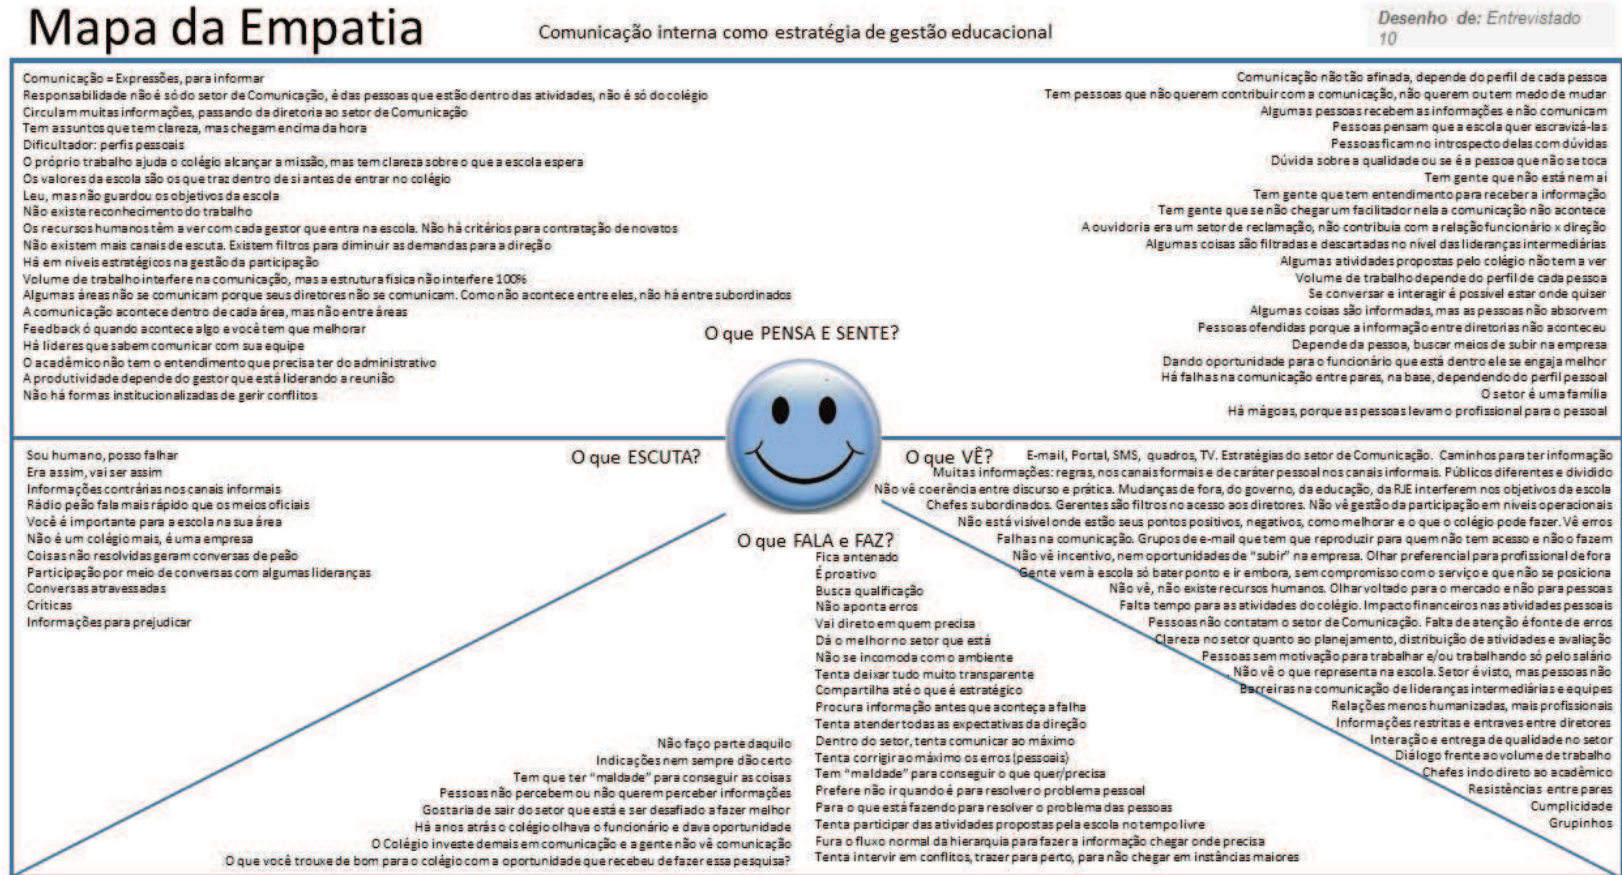 Mapa da Empatia
Comunicação interna como estratégia de gestão educacional
Desenho de: Entrevistado
10
Comunicação = Expressões, para informar
Responsabilidade não é só do setor de Comunicação, é das pessoas que estão dentro das atividades, não é só do colégio
Circulam muitas informações, passando da diretoria ao setor de Comunicação
Tem assuntos que tem clareza, mas chegam encima da hora
Dificultador: perfis pessoais
O próprio trabalho ajuda o colégio alcançar a missão, mas tem clareza sobre o que a escola espera
Os valores da escola são os que traz dentro de si antes de entrar no colégio
Leu, mas não guardou os objetivos da escola
Não existe reconhecimento do trabalho
Os recursos humanos têm a ver com cada gestor que entra na escola. Não há critérios para contratação de novatos
Não existem mais canais de escuta. Existem filtros para diminuir as demandas para a direção
Há em níveis estratégicos na gestão da participação
Volume de trabalho interfere na comunicação, mas a estrutura física não interfere 100%
Algumas áreas não se comunicam porque seus diretores não se comunicam. Como não acontece entre eles, não há entre subordinados
A comunicação acontece dentro de cada área, mas não entre áreas
Feedback ó quando acontece algo e você tem que melhorar
Há líderes que sabem comunicar com sua equipe
O acadêmico não tem o entendimento que precisa ter do administrativo
A produtividade depende do gestor que está liderando a reunião
Não há formas institucionalizadas de gerir conflitos
Comunicação não tão afinada, depende do perfil de cada pessoa
Tem pessoas que não querem contribuir com a comunicação, não querem ou tem medo de mudar
Algumas pessoas recebem as informações e não comunicam
Pessoas pensam que a escola quer escravizá-las
Pessoas ficam no introspecto delas com dúvidas
Dúvida sobre a qualidade ou se é a pessoa que não se toca
Tem gente que não está nem aí
Tem gente que tem entendimento para receber a informação
Tem gente que se não chegar um facilitador nela a comunicação não acontece
A ouvidoria era um setor de reclamação, não contribuia com a relação funcionário x direção
Algumas coisas são filtradas e descartadas no nível das lideranças intermediárias
Algumas atividades propostas pelo colégio não tem a ver
Volume de trabalho depende do perfil de cada pessoa
Se conversar e interagir é possivel estar onde quiser
Algumas coisas são informadas, mas as pessoas não absorvem
Pessoas ofendidas porque a informação entre diretorias não aconteceu
Depende da pessoa, buscar meios de subir na empresa
Dando oportunidade para o funcionário que está dentro ele se engaja melhor
Há falhas na comunicação entre pares, na base, dependendo do perfil pessoal
O setor é uma família
Há mágoas, porque as pessoas levam o profissional para o pessoal
O que PENSA E SENTE?
O que ESCUTA?
Sou humano, posso falhar
Era assim, vai ser assim
Informações contrárias nos canais informais
Rádio peão fala mais rápido que os meios oficiais
Você é importante para a escola na sua área
Não é um colégio mais, é uma empresa
Coisas não resolvidas geram conversas de peão
Participação por meio de conversas com algumas lideranças
Conversas atravessadas
Críticas
Informações para prejudicar
Não faço parte daquilo
Indicações nem sempre dão certo
Tem que ter "maldade" para conseguir as coisas
Pessoas não percebem ou não querem perceber informações
Gostaria de sair do setor que está e ser desafiado a fazer melhor
Há anos atrás o colégio olhava o funcionário e dava oportunidade
O Colégio investe demais em comunicação e a gente não vê comunicação
O que você trouxe de bom para o colégio com a oportunidade que recebeu de fazer essa pesquisa?
O que FALA e FAZ?
Fica antenado
É proativo
Busca qualificação
Não aponta erros
Vai direto em quem precisa
Dá o melhor no setor que está
Não se incomoda com o ambiente
Tenta deixar tudo muito transparente
Compartilha até o que é estratégico
Procura informação antes que aconteça a falha
Tenta atender todas as expectativas da direção
Dentro do setor, tenta comunicar ao máximo
Tenta corrigir ao máximo os erros (pessoais)
Tem "maldade" para conseguir o que quer/precisa
Prefere não ir quando é para resolver o problema pessoal
Para o que está fazendo para resolver o problema das pessoas
Tenta participar das atividades propostas pela escola no tempo livre
Fura o fluxo normal da hierarquia para fazer a informação chegar onde precisa
Tenta intervir em conflitos, trazer para perto, para não chegar em instâncias maiores
O que VÊ?
E-mail, Portal, SMS, quadros, TV. Estratégias do setor de Comunicação. Caminhos para ter informação
Muitas informações: regras, nos canais formais e de caráter pessoal nos canais informais. Públicos diferentes e dividido
Não vê coerência entre discurso e prática. Mudanças de fora, do governo, da educação, da RJE interferem nos objetivos da escola
Chefes subordinados. Gerentes são filtros no acesso aos diretores. Não vê gestão da participação em níveis operacionais
Não está visivel onde estão seus pontos positivos, negativos, como melhorar e o que o colégio pode fazer. Vê erros
Falhas na comunicação. Grupos de e-mail que tem que reproduzir para quem não tem acesso e não o fazem
Não vê incentivo, nem oportunidades de "subir" na empresa. Olhar preferencial para profissional de fora
Gente vem à escola só bater ponto e ir embora, sem compromisso com o serviço e que não se posiciona
Não vê, não existe recursos humanos. Olhar voltado para o mercado e não para pessoas
Falta tempo para as atividades do colégio. Impacto financeiros nas atividades pessoais
Pessoas não contatam o setor de Comunicação. Falta de atenção é fonte de erros
Clareza no setor quanto ao planejamento, distribuição de atividades e avaliação
Pessoas sem motivação para trabalhar e/ou trabalhando só pelo salário
, Não vê o que representa na escola. Setor é visto, mas pessoas não
Barreiras na comunicação de lideranças intermediárias e equipes
Relações menos humanizadas, mais profissionais
Informações restritas e entraves entre diretores
Interação e entrega de qualidade no setor
Diálogo frente ao volume de trabalho
Chefes indo direto ao acadêmico
Resistências entre pares
Cumplicidade
Grupinhos